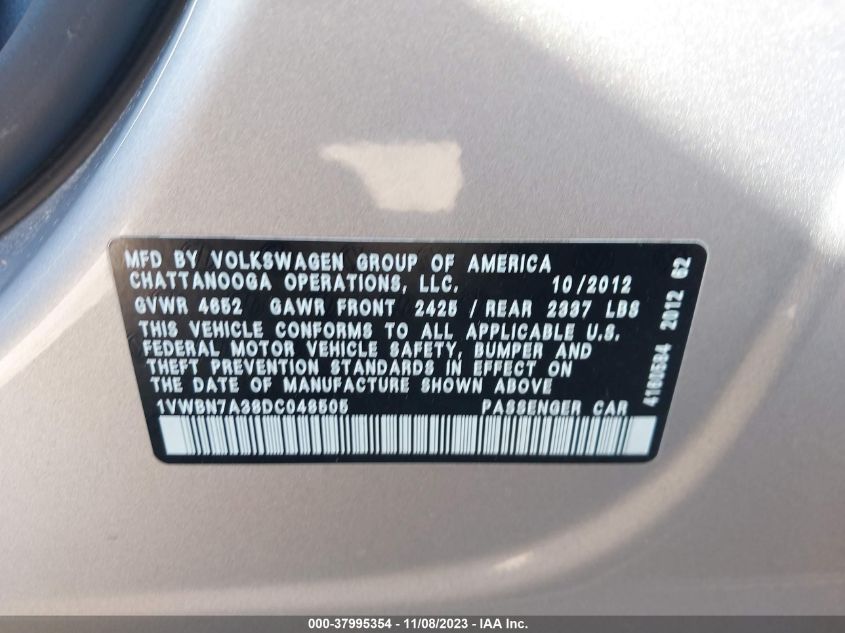 MFD BY VOLKSWAGEN GROUP OF AMERICA
CHATTANOOGA OPERATIONS, LLC. 10/2012
GVWR 4652 GAWR FRONT 2425 / REAR 2337 LBS
THIS VEHICLE CONFORMS TO ALL APPLICABLE U.S.
FEDERAL MOTOR VEHICLE SAFETY, BUMPER AND
THEFT PREVENTION STANDARDS IN EFFECT ON
THE DATE OF MANUFACTURE SHOWN ABOVE
1VWBN7A38DC048505 PASSENGER CAR
4180584 2012 62
000-37995354 - 11/08/2023 - IAA Inc.